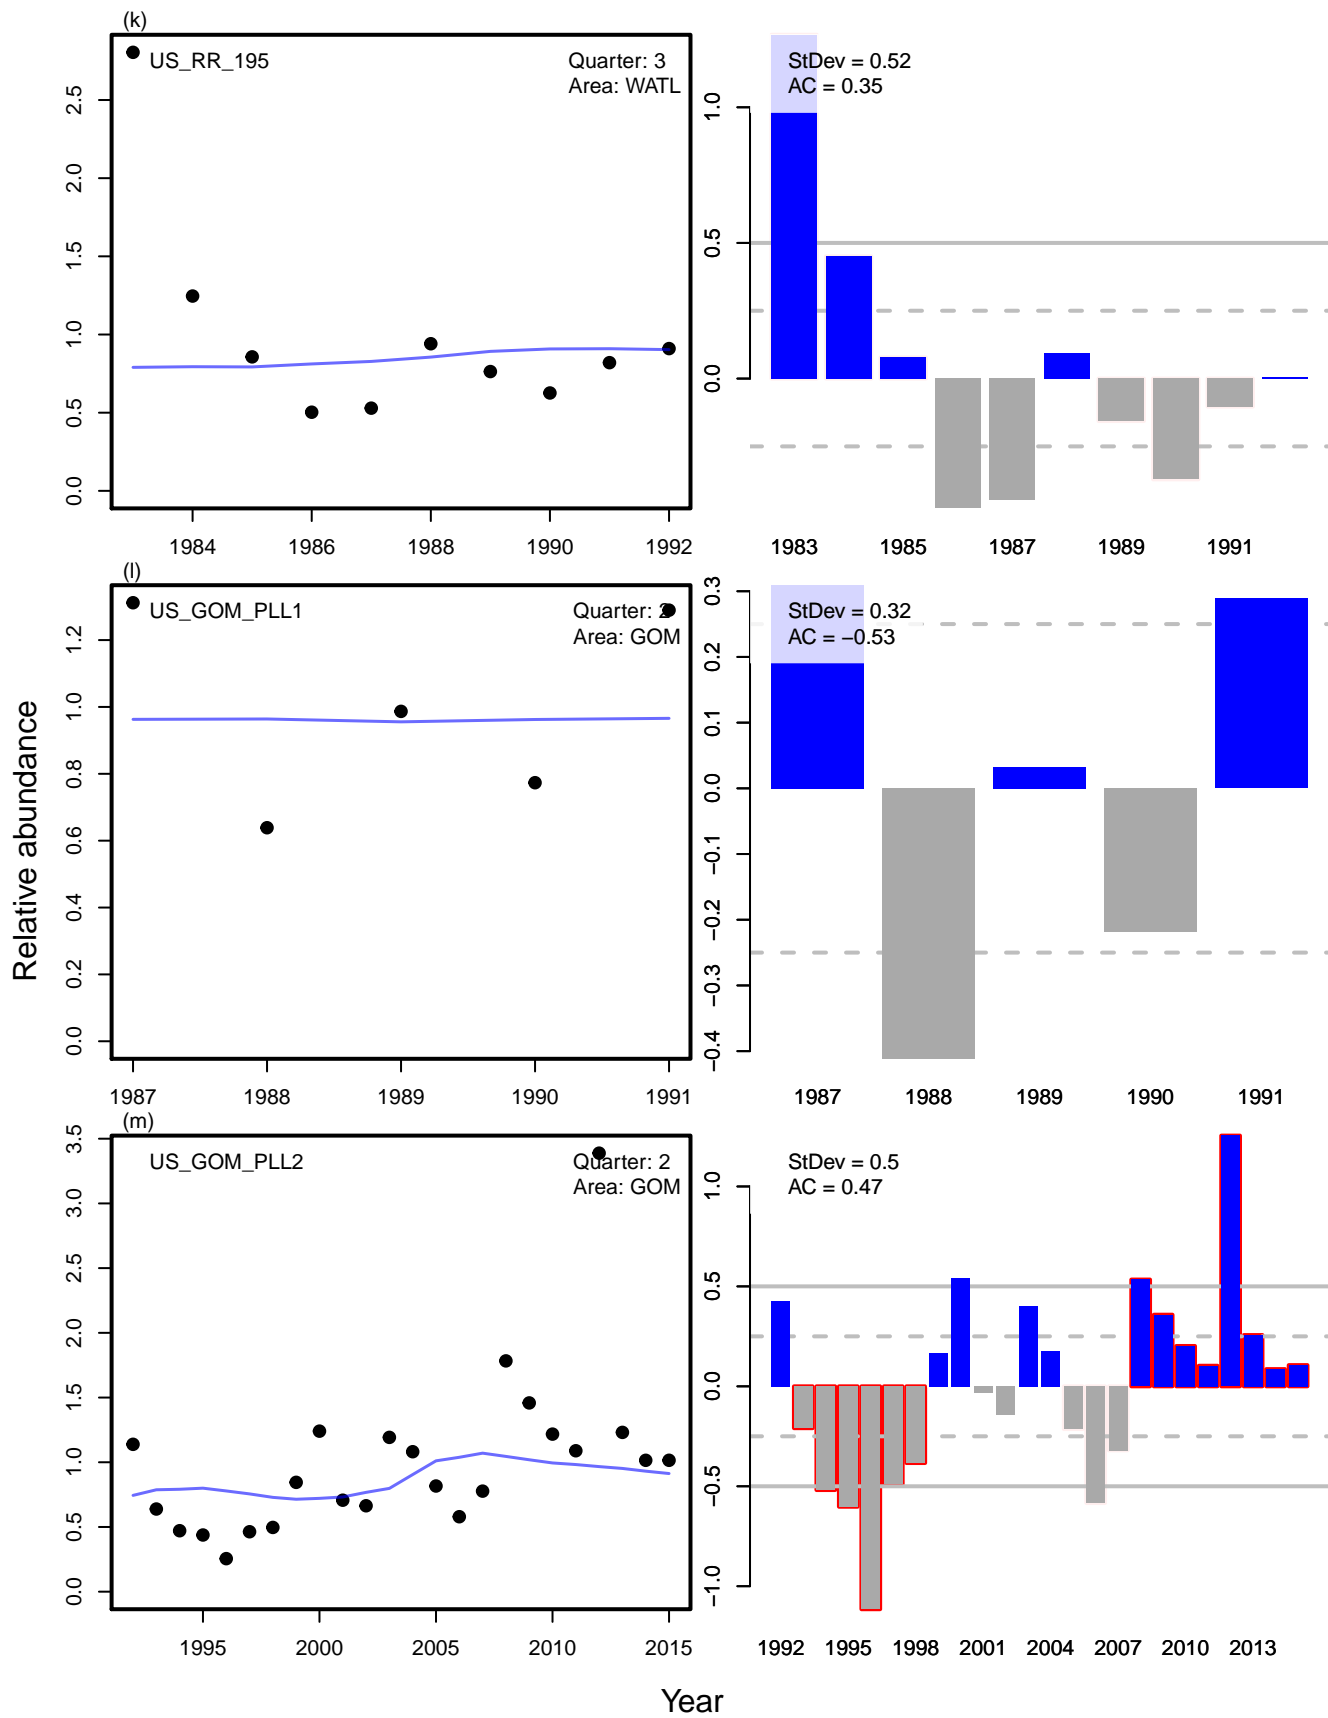 (k)
US_RR_195
Quarter: 3
Area: WATL
StDev = 0.52
AC = 0.35
2.5
2.0
1.5
1.0
0.5
0.0
1984 1986 1988 1990 1992
1.0
0.5
0.0
1983 1985 1987 1989 1991
(l)
US_GOM_PLL1
Quarter: 2
Area: GOM
StDev = 0.32
AC = −0.53
1.2
1.0
0.8
0.6
0.4
0.2
0.0
1987 1988 1989 1990 1991
0.3
0.2
0.1
0.0
−0.1
−0.2
−0.3
−0.4
1987 1988 1989 1990 1991
(m)
US_GOM_PLL2
Quarter: 2
Area: GOM
StDev = 0.5
AC = 0.47
3.5
3.0
2.5
2.0
1.5
1.0
0.5
0.0
1995 2000 2005 2010 2015
1.0
0.5
0.0
−0.5
−1.0
1992 1995 1998 2001 2004 2007 2010 2013
Relative abundance
Year